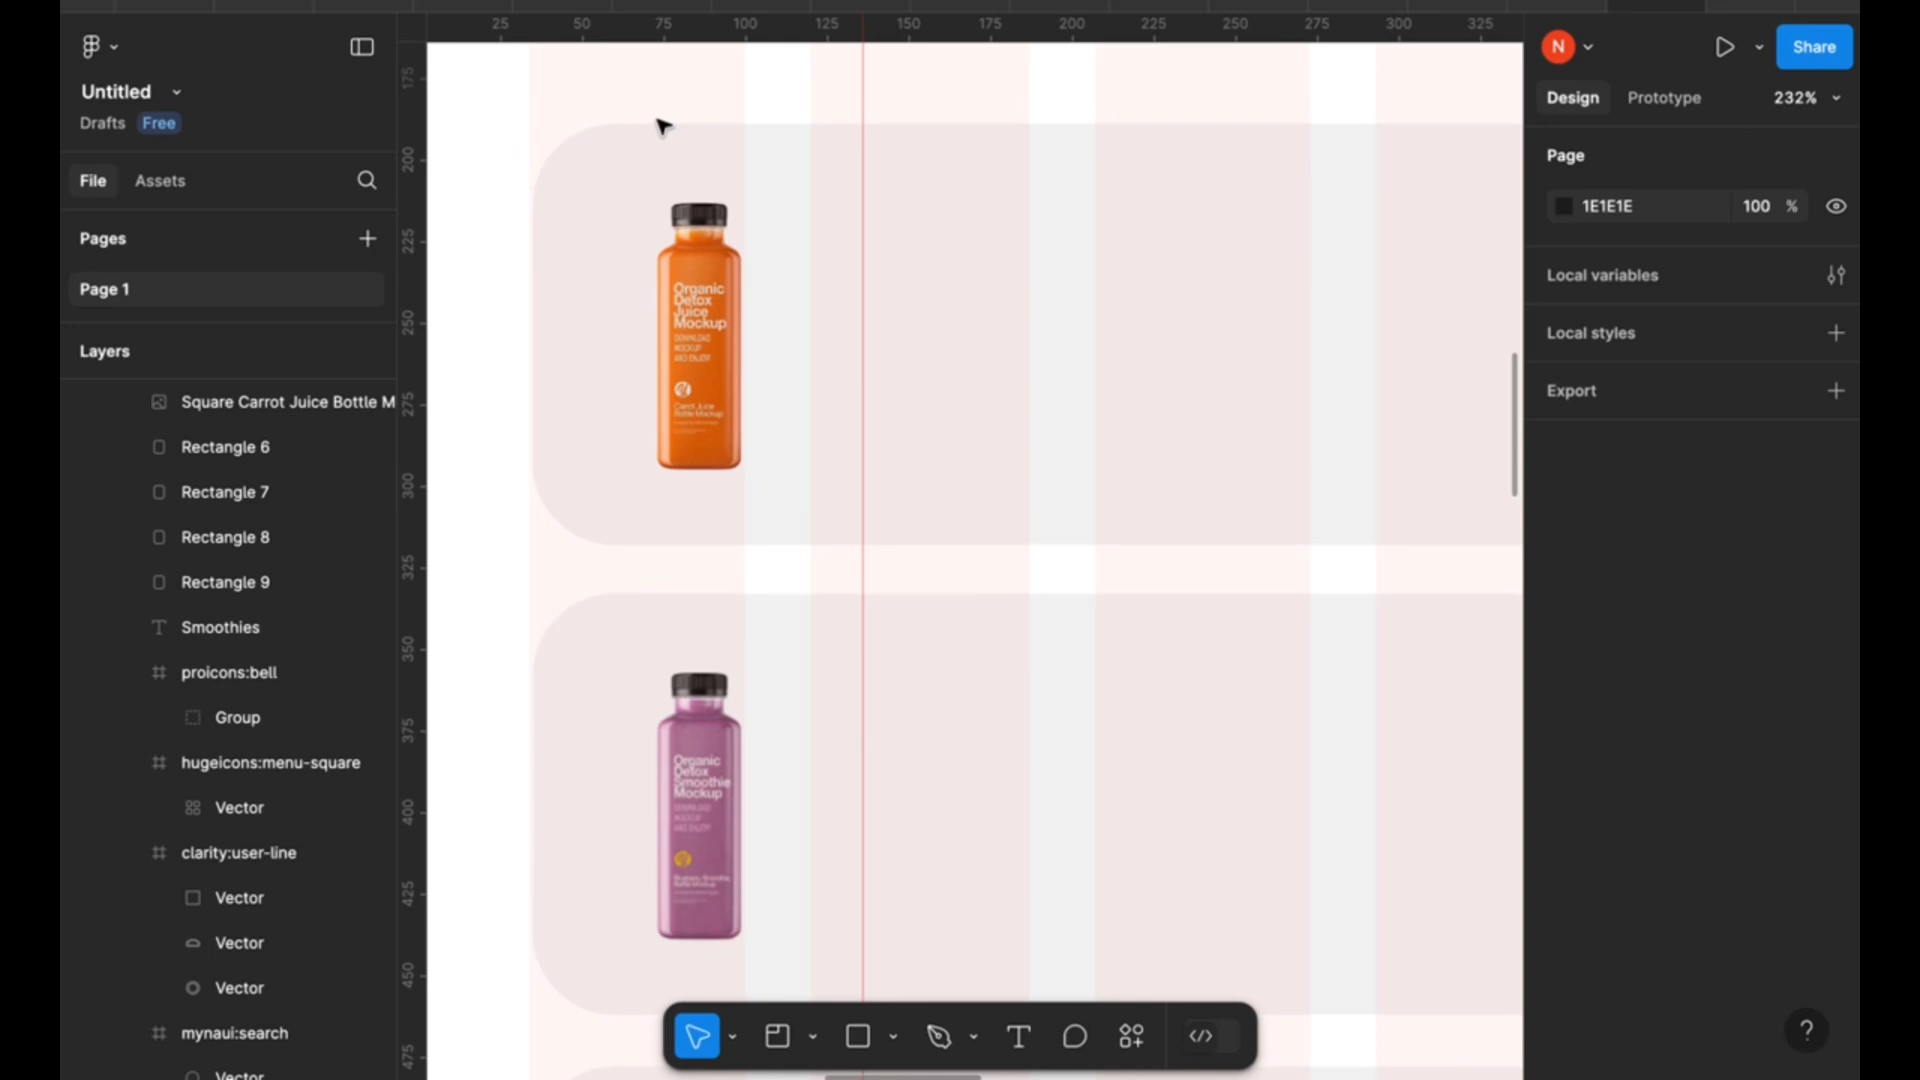 25 50 75 100 125 150 175 200 225 250 275 300 325
N
Share
Untitled
Drafts Free
Design Prototype 232%
File Assets
Page
Pages
1E1E1E 100 %
Page 1
Local variables
Layers
Local styles
Export
Square Carrot Juice Bottle M
Rectangle 6
Rectangle 7
Rectangle 8
Rectangle 9
Smoothies
proicons:bell
Group
hugeicons:menu-square
Vector
clarity:user-line
Vector
Vector
Vector
mynaui:search
Vector
175
200
225
250
275
300
325
350
375
400
425
450
475
Organic
Detox
Juice
Mockup
DOWNLOAD
MOCKUP
AND ENJOY
Carrot Juice
Bottle Mockup
Organic
Detox
Smoothie
Mockup
DOWNLOAD
MOCKUP
AND ENJOY
Bottle Mockup
?